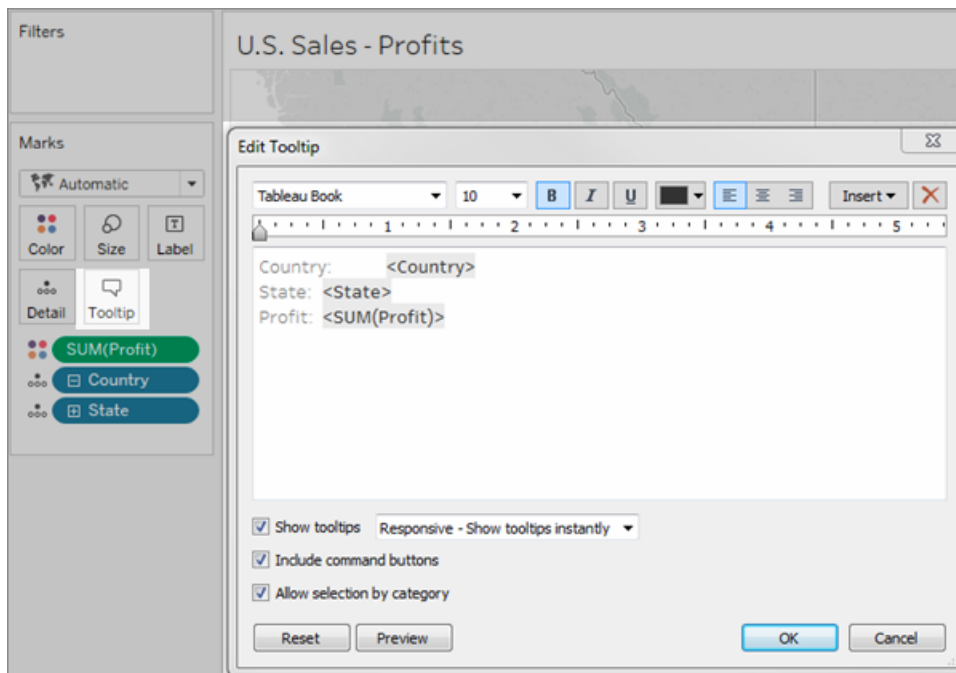 Filters
U.S. Sales - Profits
Marks
Automatic
Color Size Label
Detail Tooltip
SUM(Profit)
Country
State
Edit Tooltip
Tableau Book 10 B I U Insert
1 2 3 4 5
Country: <Country>
State: <State>
Profit: <SUM(Profit)>
Show tooltips Responsive - Show tooltips instantly
Include command buttons
Allow selection by category
Reset Preview OK Cancel